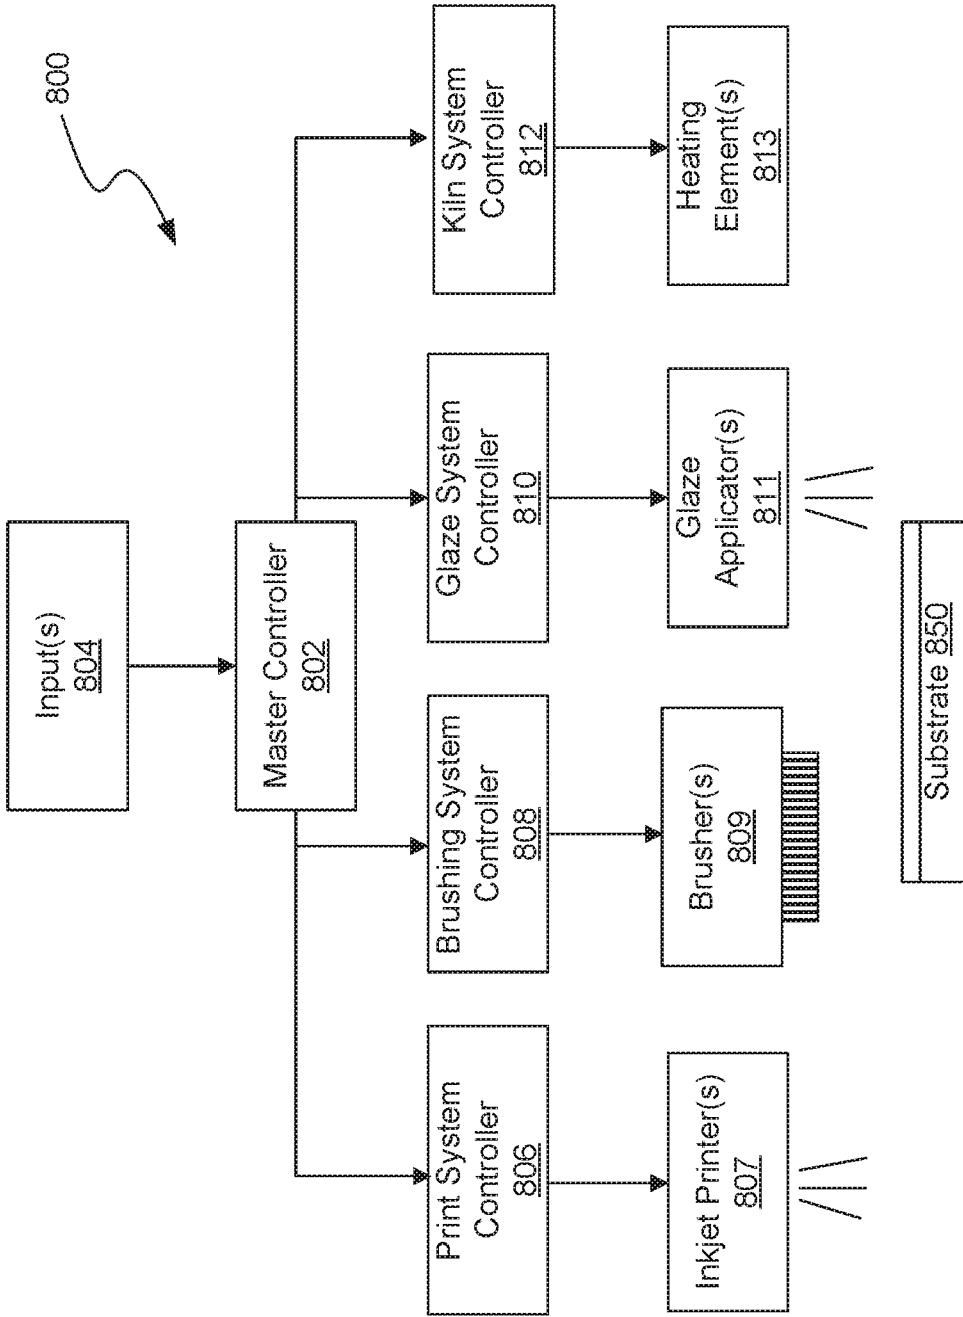 800
Input(s)
804
Master Controller
802
Print System
Controller
806
Brushing System
Controller
808
Glaze System
Controller
810
Kiln System
Controller
812
Inkjet Printer(s)
807
Brusher(s)
809
Glaze
Applicator(s)
811
Heating
Element(s)
813
Substrate 850